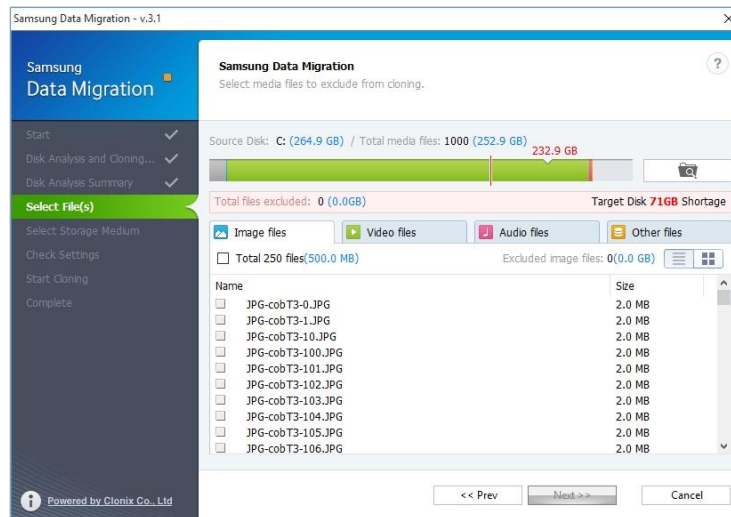 Samsung Data Migration - v.3.1
Samsung
Data Migration
Samsung Data Migration
Select media files to exclude from cloning.
?
Start
Disk Analysis and Cloning...
Disk Analysis Summary
Select File(s)
Select Storage Medium
Check Settings
Start Cloning
Complete
Source Disk: C: (264.9 GB) / Total media files: 1000 (252.9 GB)
232.9 GB
Total files excluded: 0 (0.0GB) Target Disk 71GB Shortage
Image files Video files Audio files Other files
Total 250 files(500.0 MB) Excluded image files: 0(0.0 GB)
Name Size
JPG-cobT3-0.JPG 2.0 MB
JPG-cobT3-1.JPG 2.0 MB
JPG-cobT3-10.JPG 2.0 MB
JPG-cobT3-100.JPG 2.0 MB
JPG-cobT3-101.JPG 2.0 MB
JPG-cobT3-102.JPG 2.0 MB
JPG-cobT3-103.JPG 2.0 MB
JPG-cobT3-104.JPG 2.0 MB
JPG-cobT3-105.JPG 2.0 MB
JPG-cobT3-106.JPG 2.0 MB
Powered by Clonix Co., Ltd
<< Prev Next >> Cancel